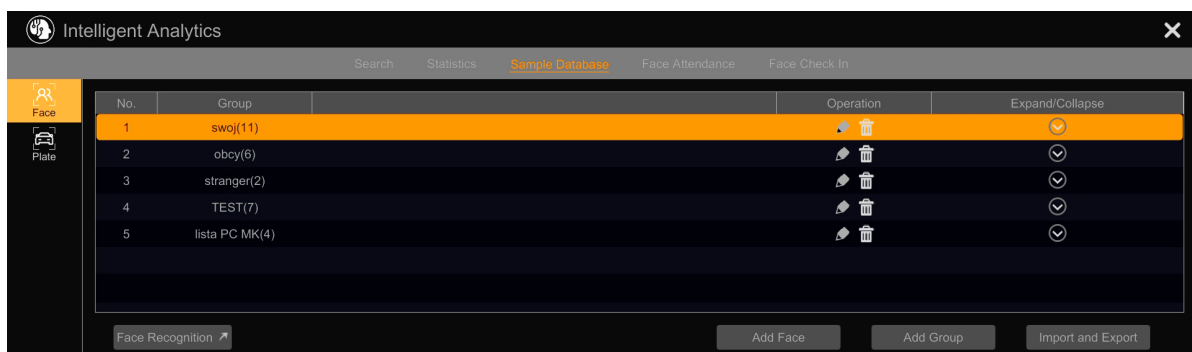 Intelligent Analytics
Search Statistics Sample Database Face Attendance Face Check In
Face
Plate
No. Group Operation Expand/Collapse
1 swoj(11)
2 obcy(6)
3 stranger(2)
4 TEST(7)
5 lista PC MK(4)
Face Recognition Add Face Add Group Import and Export